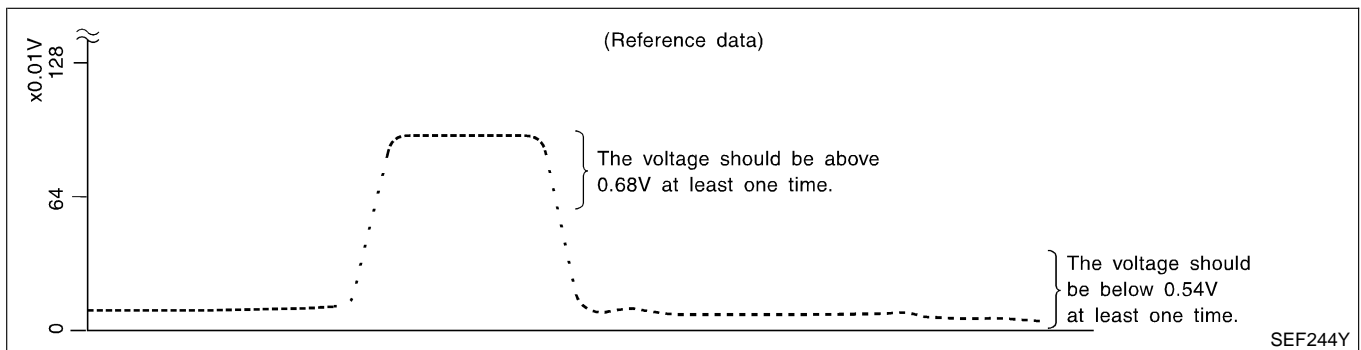 (Reference data)
x0.01V
128
64
0
The voltage should be above
0.68V at least one time.
The voltage should
be below 0.54V
at least one time.
SEF244Y